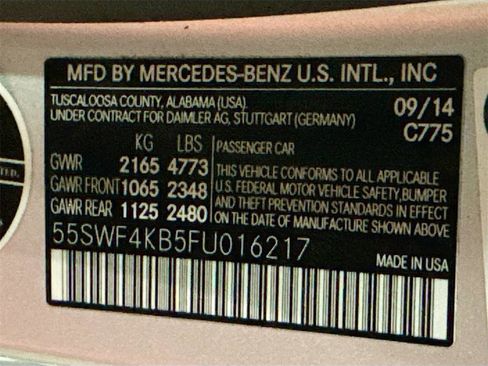 MFD BY MERCEDES-BENZ U.S. INTL., INC
TUSCALOOSA COUNTY, ALABAMA (USA).
UNDER CONTRACT FOR DAIMLER AG, STUTTGART (GERMANY)
09/14
C775
KG LBS
GVWR 2165 4773
GAWR FRONT 1065 2348
GAWR REAR 1125 2480
PASSENGER CAR
THIS VEHICLE CONFORMS TO ALL APPLICABLE
U.S. FEDERAL MOTOR VEHICLE SAFETY, BUMPER
AND THEFT PREVENTION STANDARDS IN EFFECT
ON THE DATE OF MANUFACTURE SHOWN ABOVE.
55SWF4KB5FU016217
MADE IN USA